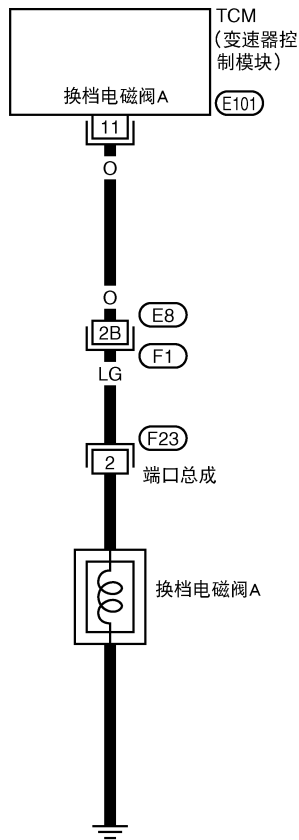 TCM
(变速器控
制模块)
换档电磁阀A
E101
11
O
O
E8
2B
F1
LG
F23
2
端口总成
换档电磁阀A